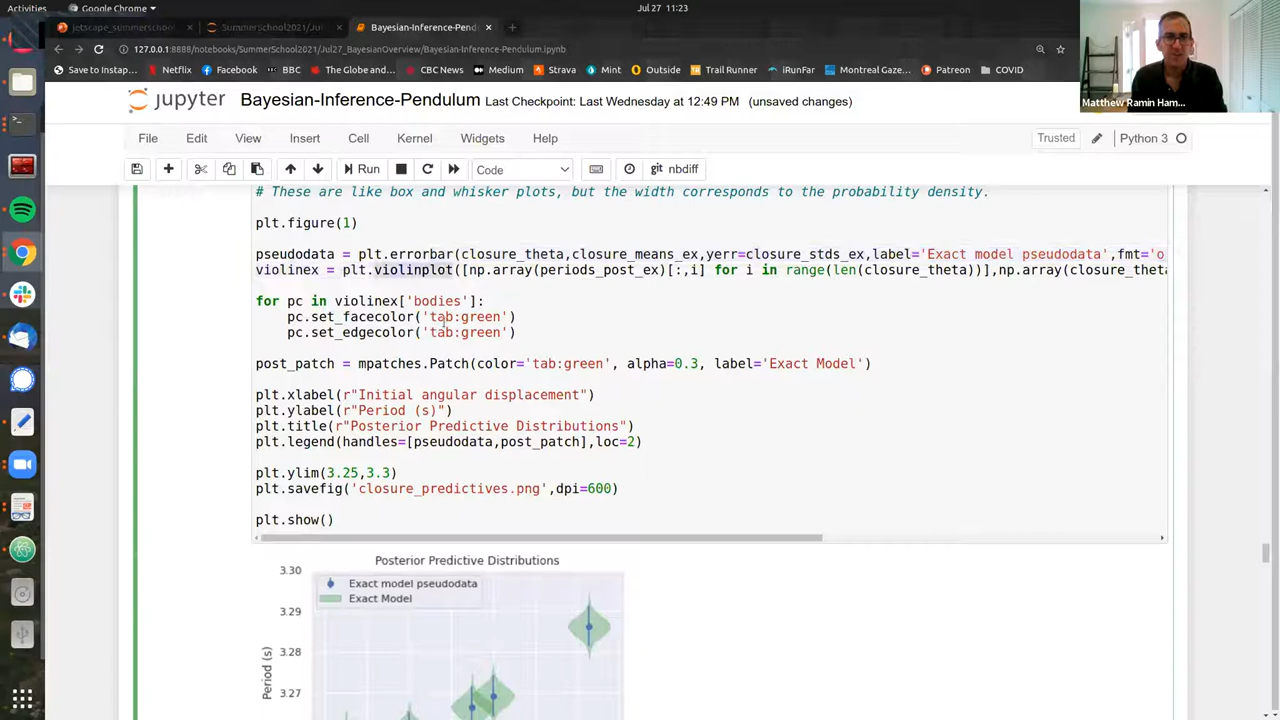 Activities
Google Chrome
Jul 27 11:23
jetscape_summerschool
Summerschool2021/Jul
Bayesian-Inference-Pend
127.0.0.1:8888/notebooks/SummerSchool2021/Jul27_BayesianOverview/Bayesian-Inference-Pendulum.ipynb
Save to Instap...
Netflix
Facebook
BBC
The Globe and...
CBC News
Medium
Strava
Mint
Outside
Trail Runner
iRunFar
Montreal Gaze...
Patreon
COVID
Matthew Ramin Ham...
jupyter Bayesian-Inference-Pendulum Last Checkpoint: Last Wednesday at 12:49 PM (unsaved changes)
File Edit View Insert Cell Kernel Widgets Help
Trusted
Python 3
Run
Code
nbdiff
# These are like box and whisker plots, but the width corresponds to the probability density.
plt.figure(1)
pseudodata = plt.errorbar(closure_theta,closure_means_ex,yerr=closure_stds_ex,label='Exact model pseudodata',fmt='o
violinex = plt.violinplot([np.array(periods_post_ex)[:,i] for i in range(len(closure_theta))],np.array(closure_theta
for pc in violinex['bodies']:
pc.set_facecolor('tab:green')
pc.set_edgecolor('tab:green')
post_patch = mpatches.Patch(color='tab:green', alpha=0.3, label='Exact Model')
plt.xlabel(r"Initial angular displacement")
plt.ylabel(r"Period (s)")
plt.title(r"Posterior Predictive Distributions")
plt.legend(handles=[pseudodata,post_patch],loc=2)
plt.ylim(3.25,3.3)
plt.savefig('closure_predictives.png',dpi=600)
plt.show()
Posterior Predictive Distributions
3.30
Exact model pseudodata
Exact Model
3.29
3.28
3.27
Period (s)